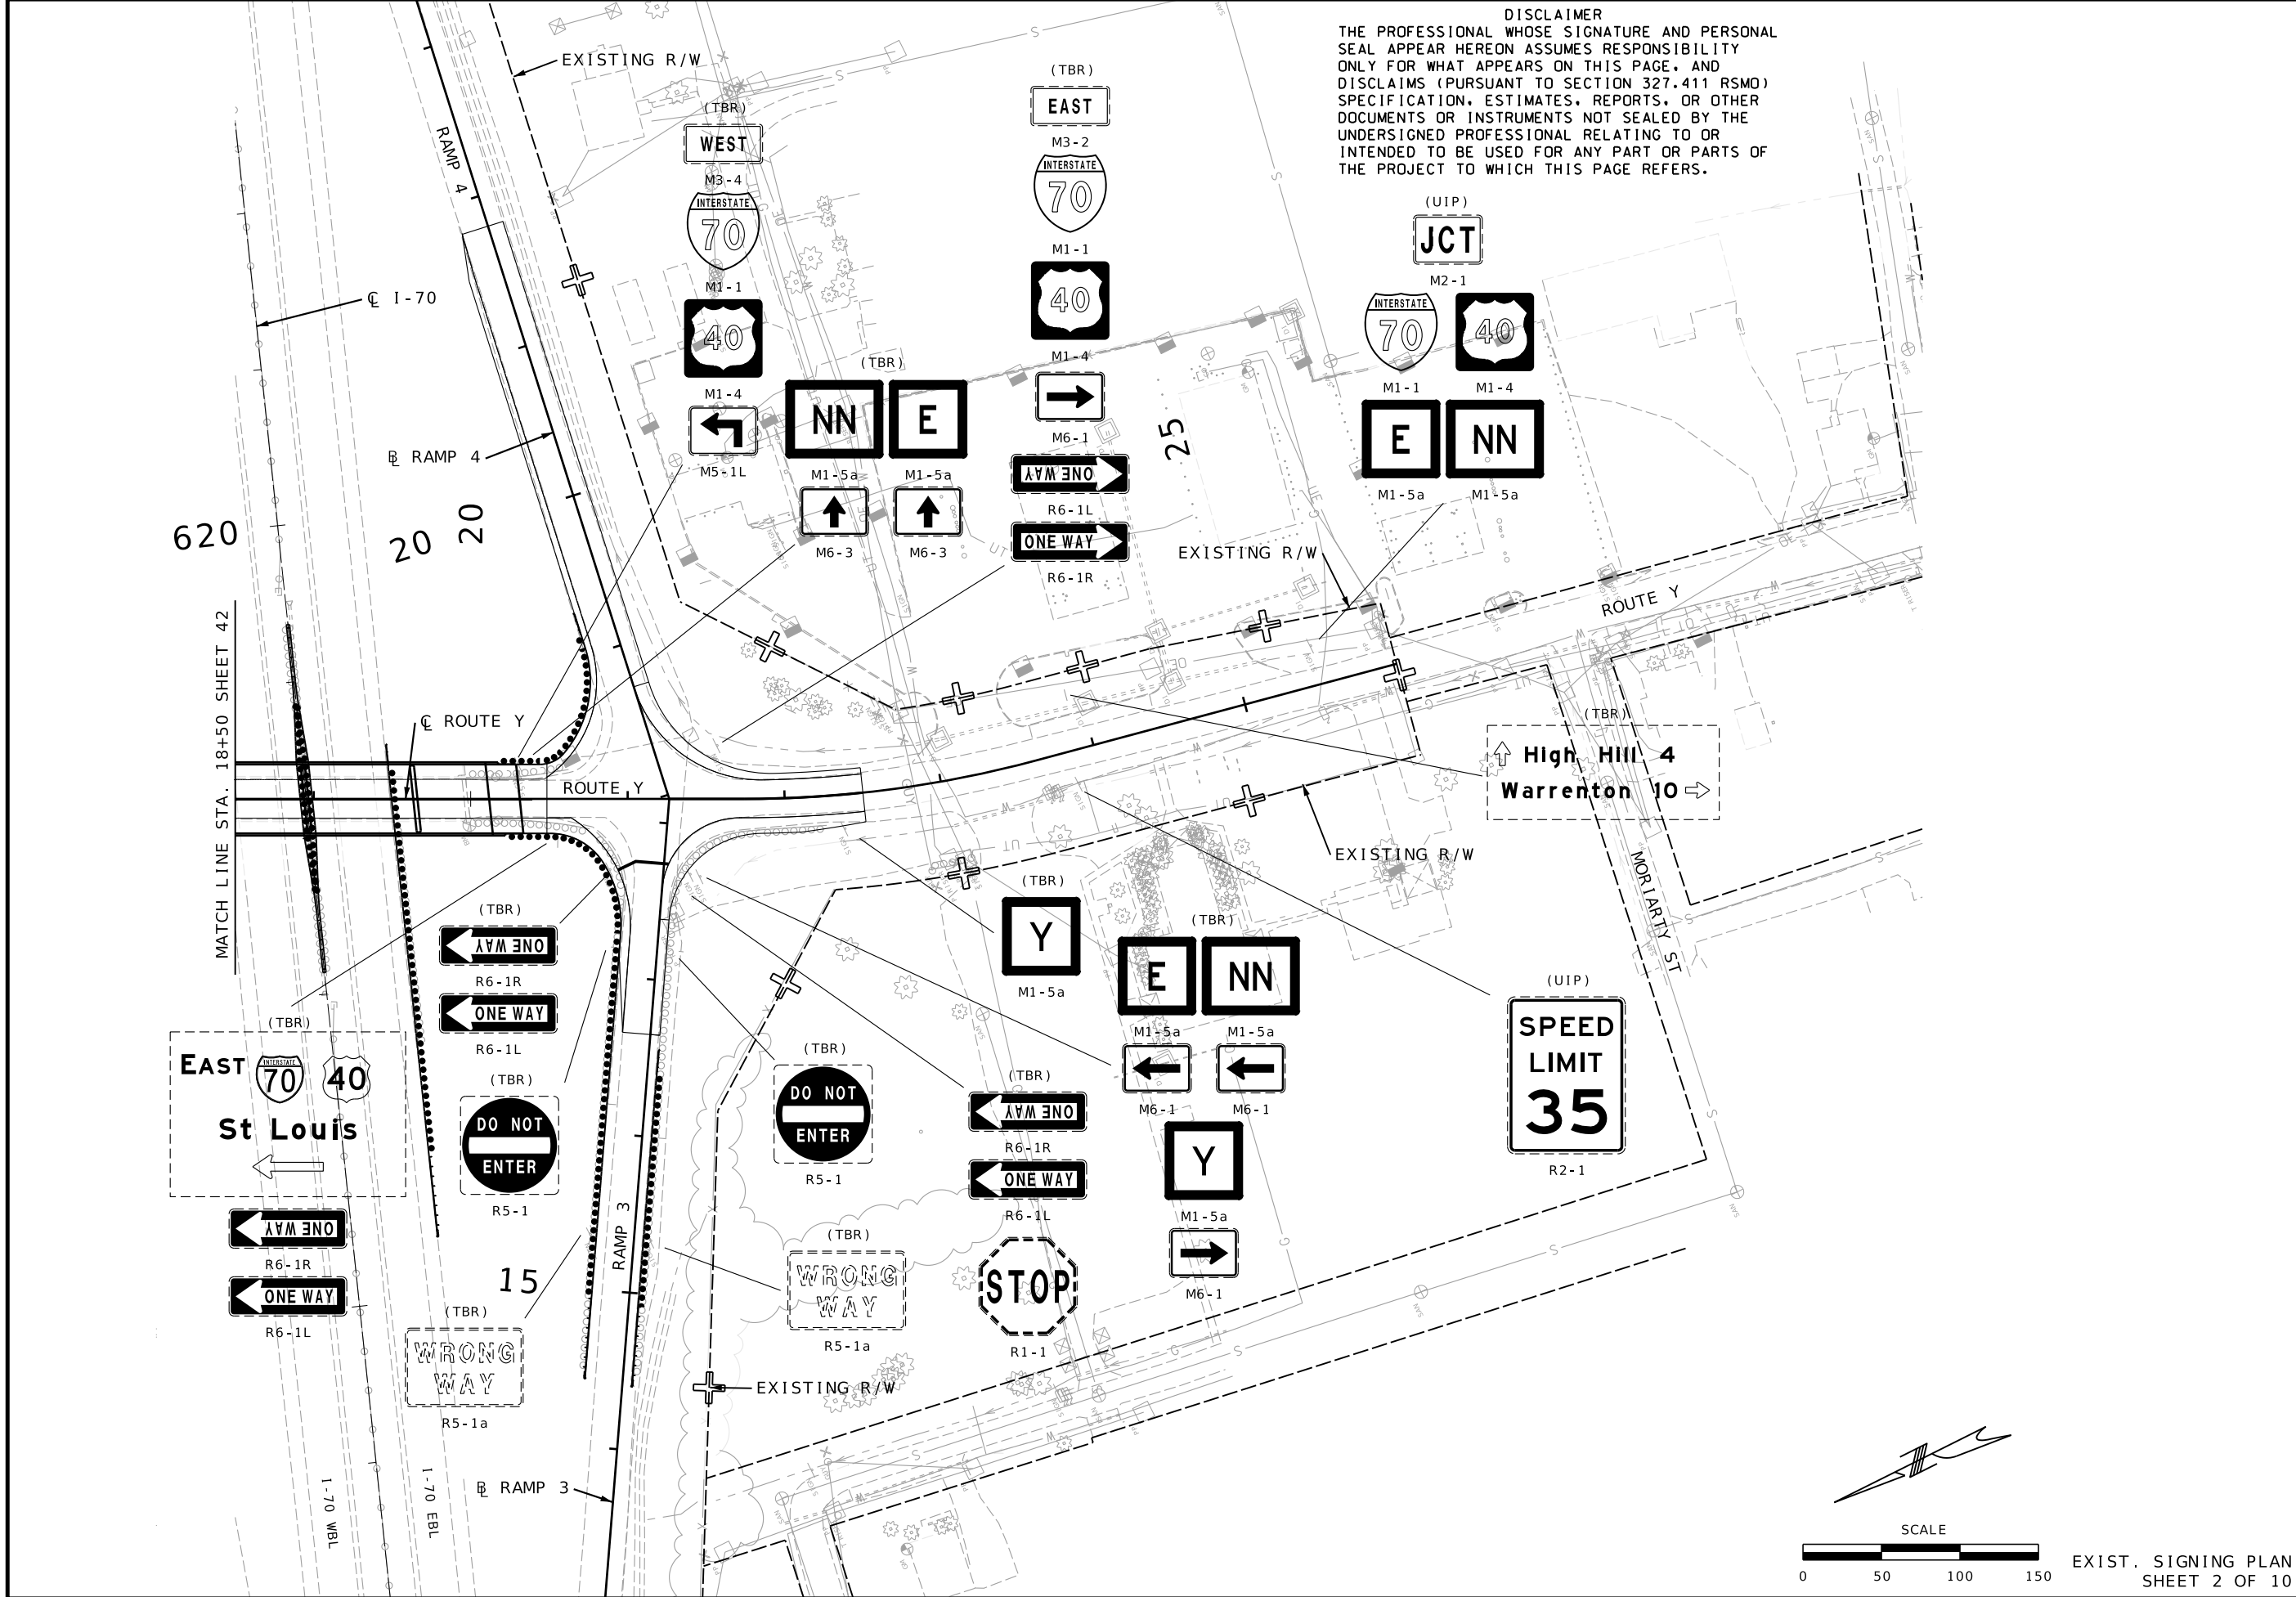 DISCLAIMER
THE PROFESSIONAL WHOSE SIGNATURE AND PERSONAL
SEAL APPEAR HEREON ASSUMES RESPONSIBILITY
ONLY FOR WHAT APPEARS ON THIS PAGE, AND
DISCLAIMS (PURSUANT TO SECTION 327.411 RSMO)
SPECIFICATION, ESTIMATES, REPORTS, OR OTHER
DOCUMENTS OR INSTRUMENTS NOT SEALED BY THE
UNDERSIGNED PROFESSIONAL RELATING TO OR
INTENDED TO BE USED FOR ANY PART OR PARTS OF
THE PROJECT TO WHICH THIS PAGE REFERS.
EXISTING R/W
RAMP 4
℄ I-70
(TBR)
WEST
M3-4
INTERSTATE
70
M1-1
40
M1-4
M5-1L
(TBR)
NN
E
M1-5a
M1-5a
M6-3
M6-3
(TBR)
EAST
M3-2
INTERSTATE
70
M1-1
40
M1-4
M6-1
ONE WAY
R6-1L
ONE WAY
R6-1R
(UIP)
JCT
M2-1
INTERSTATE
70
40
M1-1
M1-4
E
NN
M1-5a
M1-5a
25
EXISTING R/W
ROUTE Y
BL RAMP 4
620
20
20
MATCH LINE STA. 18+50 SHEET 42
℄ ROUTE Y
ROUTE Y
(TBR)
High Hill 4
Warrenton 10
EXISTING R/W
MORIARTY ST
(TBR)
ONE WAY
R6-1R
ONE WAY
R6-1L
(TBR)
DO NOT
ENTER
R5-1
(TBR)
EAST
INTERSTATE
70
40
St Louis
ONE WAY
R6-1R
ONE WAY
R6-1L
(TBR)
WRONG
WAY
R5-1a
15
RAMP 3
(TBR)
DO NOT
ENTER
R5-1
(TBR)
WRONG
WAY
R5-1a
(TBR)
Y
M1-5a
(TBR)
ONE WAY
R6-1R
ONE WAY
R6-1L
STOP
R1-1
(TBR)
E
NN
M1-5a
M1-5a
M6-1
M6-1
Y
M1-5a
M6-1
(UIP)
SPEED
LIMIT
35
R2-1
EXISTING R/W
BL RAMP 3
I-70 WBL
I-70 EBL
SCALE
0 50 100 150
EXIST. SIGNING PLAN
SHEET 2 OF 10